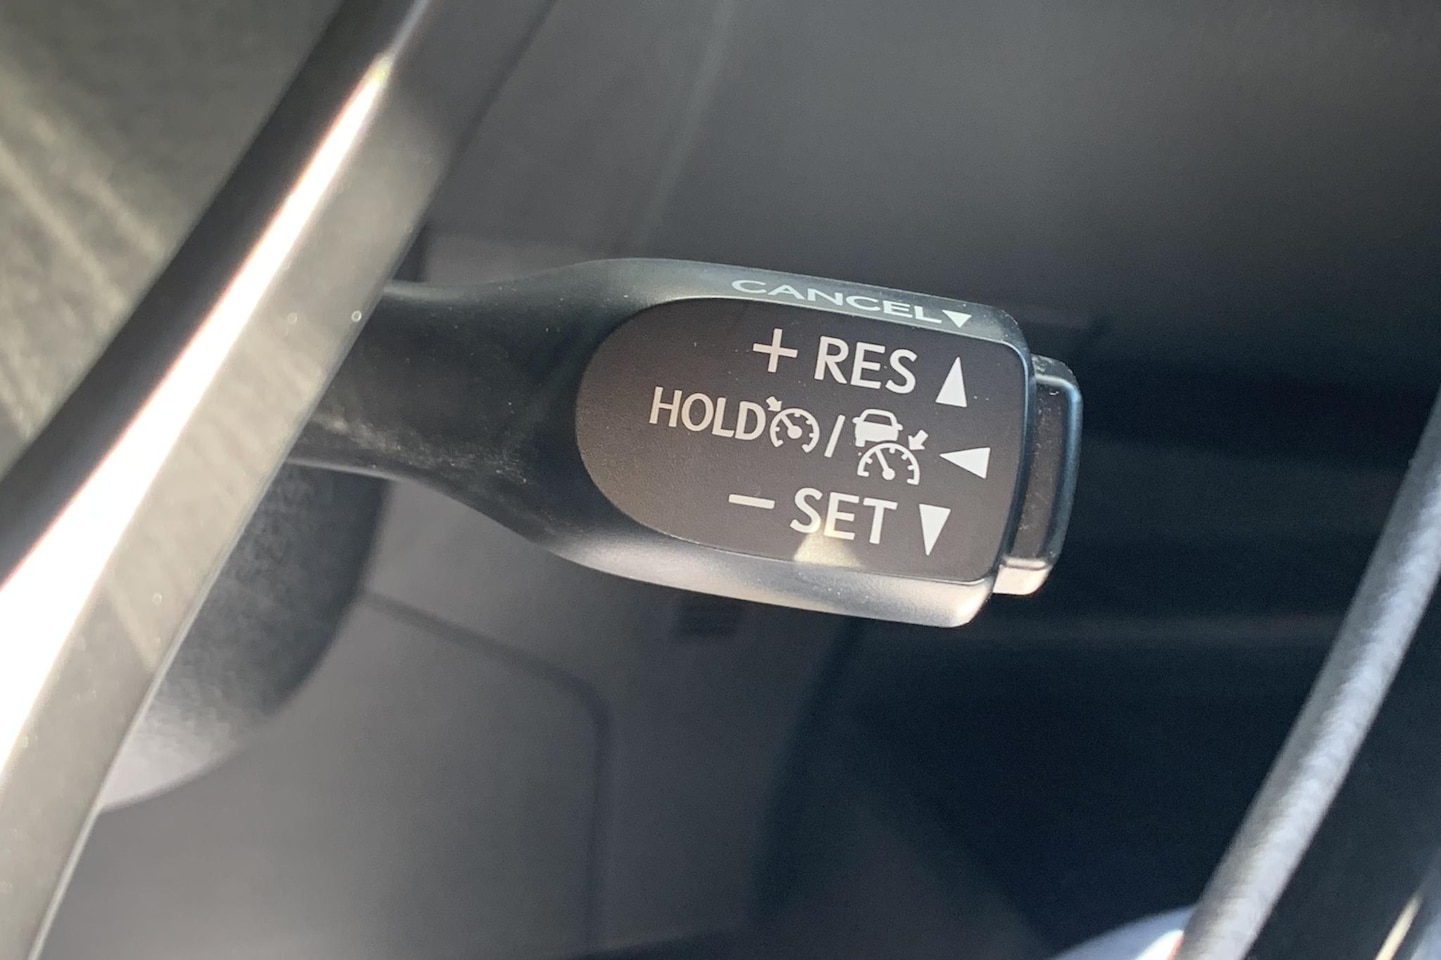 CANCEL▼
+ RES ▲
HOLD / ◀
− SET ▼